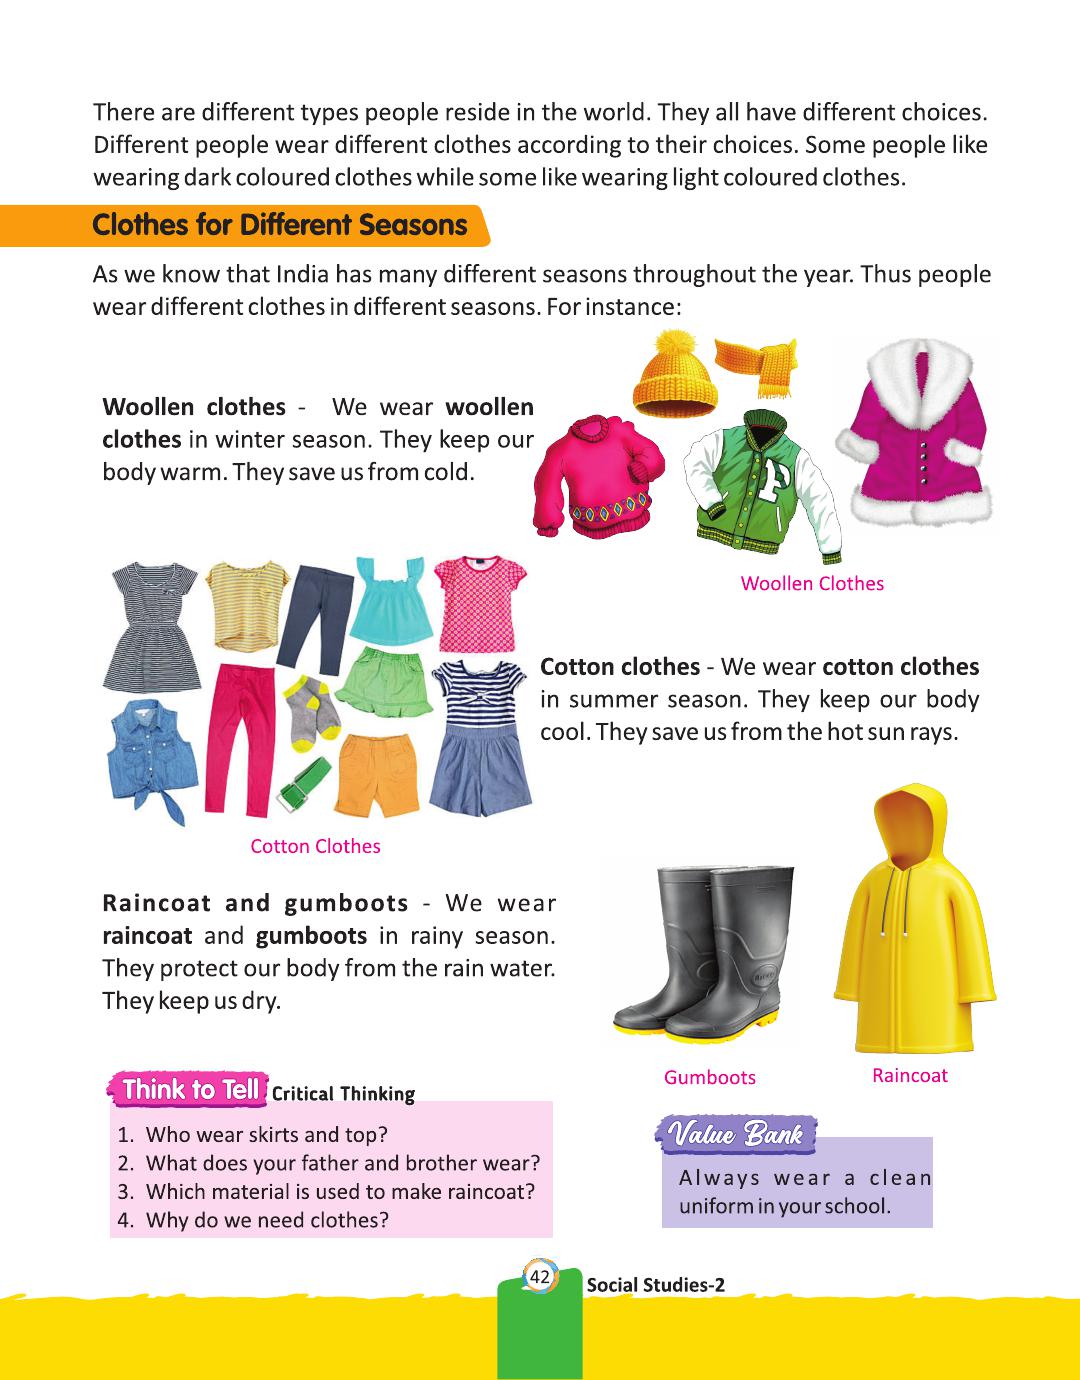 There are different types people reside in the world. They all have different choices.
Different people wear different clothes according to their choices. Some people like
wearing dark coloured clothes while some like wearing light coloured clothes.
Clothes for Different Seasons
As we know that India has many different seasons throughout the year. Thus people
wear different clothes in different seasons. For instance:
Woollen clothes - We wear woollen
clothes in winter season. They keep our
body warm. They save us from cold.
P
Woollen Clothes
Cotton clothes - We wear cotton clothes
in summer season. They keep our body
cool. They save us from the hot sun rays.
Cotton Clothes
Raincoat and gumboots - We wear
raincoat and gumboots in rainy season.
They protect our body from the rain water.
They keep us dry.
Gumboots
Raincoat
Think to Tell Critical Thinking
1. Who wear skirts and top?
2. What does your father and brother wear?
3. Which material is used to make raincoat?
4. Why do we need clothes?
Value Bank
Always wear a clean
uniform in your school.
42
Social Studies-2